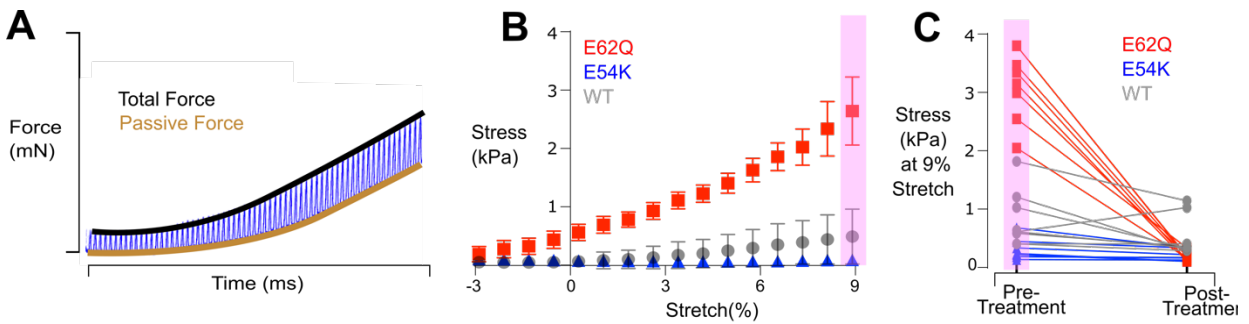 A
Force
(mN)
Total Force
Passive Force
Time (ms)
B
4
3
2
1
0
Stress
(kPa)
E62Q
E54K
WT
-3
0
3
6
9
Stretch(%)
C
4
3
2
1
0
Stress
(kPa)
at 9%
Stretch
E62Q
E54K
WT
Pre-
Treatment
Post-
Treatmen